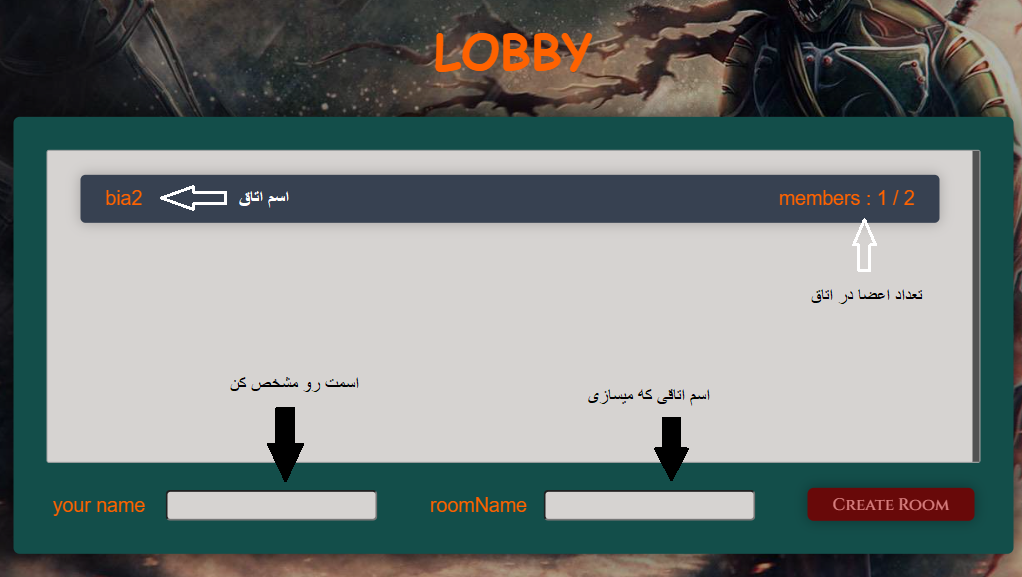 LOBBY
bia2 اسم اتاق members : 1 / 2
تعداد اعضا در اتاق
اسمت رو مشخص کن
اسم اتاقی که میسازی
your name roomName Create Room